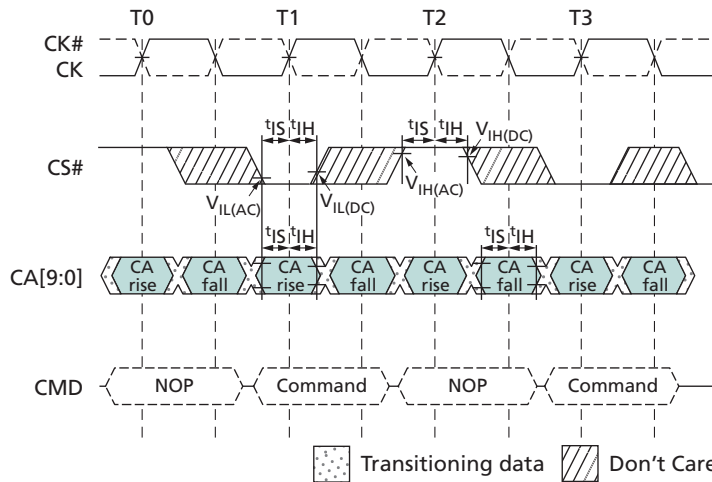 T0 T1 T2 T3
CK#
CK
tIS tIH tIS tIH VIH(DC)
CS#
VIL(AC) VIL(DC) VIH(AC)
tIS tIH tIS tIH
CA[9:0] CA rise CA fall CA rise CA fall CA rise CA fall CA rise CA fall
CMD NOP Command NOP Command
Transitioning data Don't Care